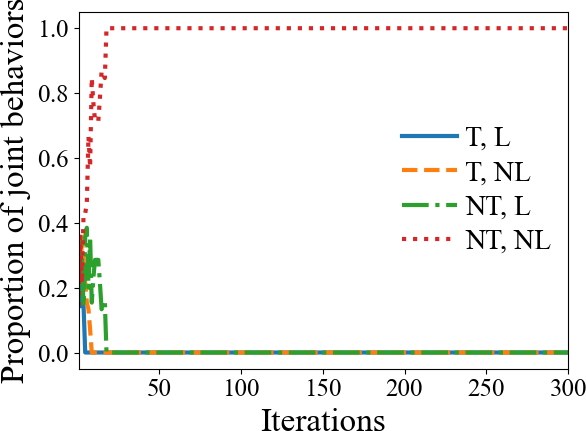 Proportion of joint behaviors
1.0
0.8
0.6
0.4
0.2
0.0
T, L
T, NL
NT, L
NT, NL
50
100
150
200
250
300
Iterations